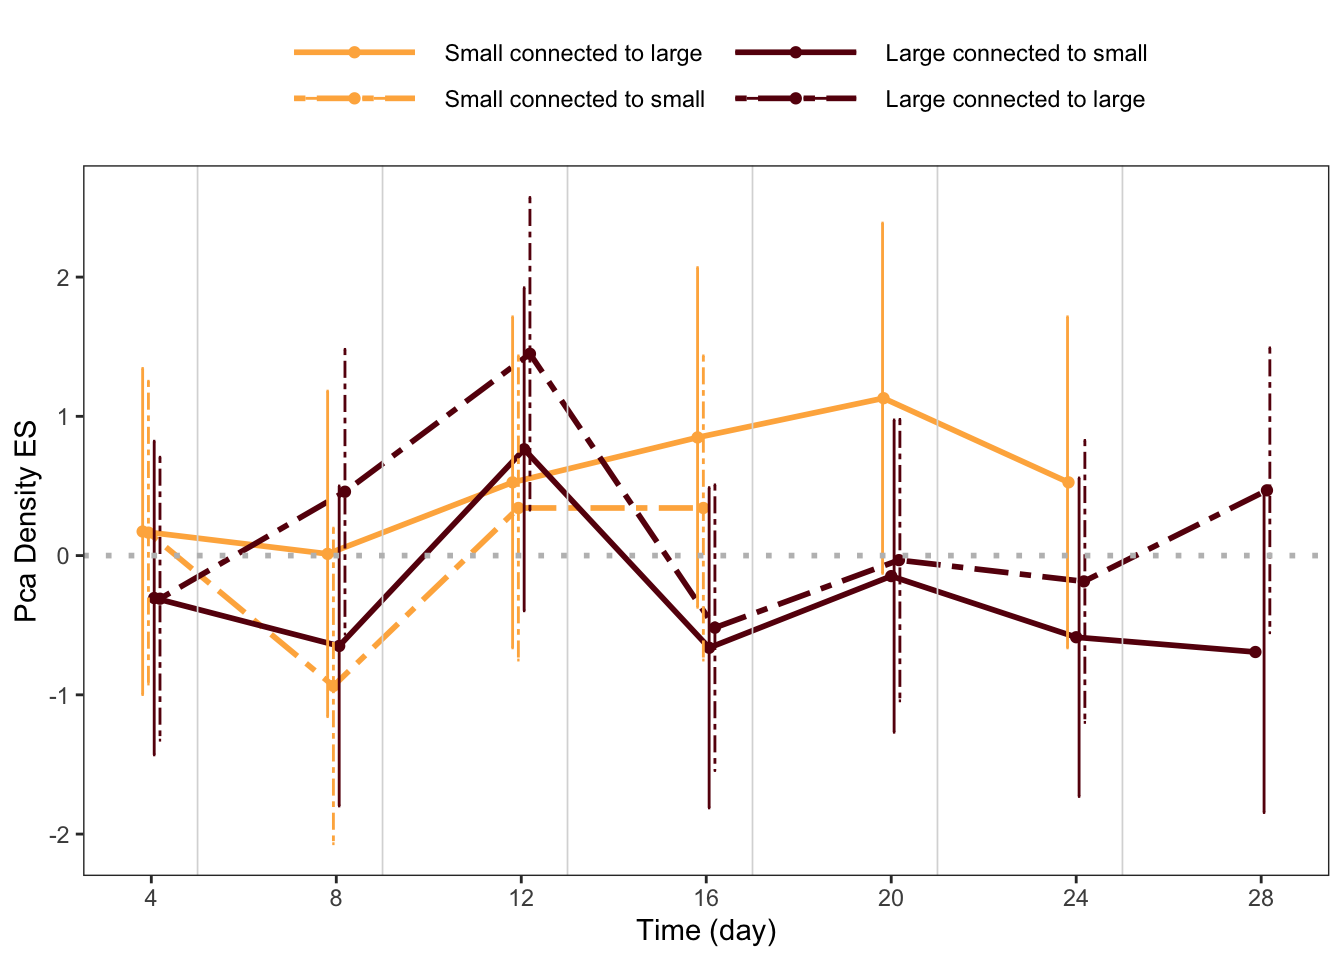 Small connected to large
Large connected to small
Small connected to small
Large connected to large
Pca Density ES
2
1
0
-1
-2
4 8 12 16 20 24 28
Time (day)